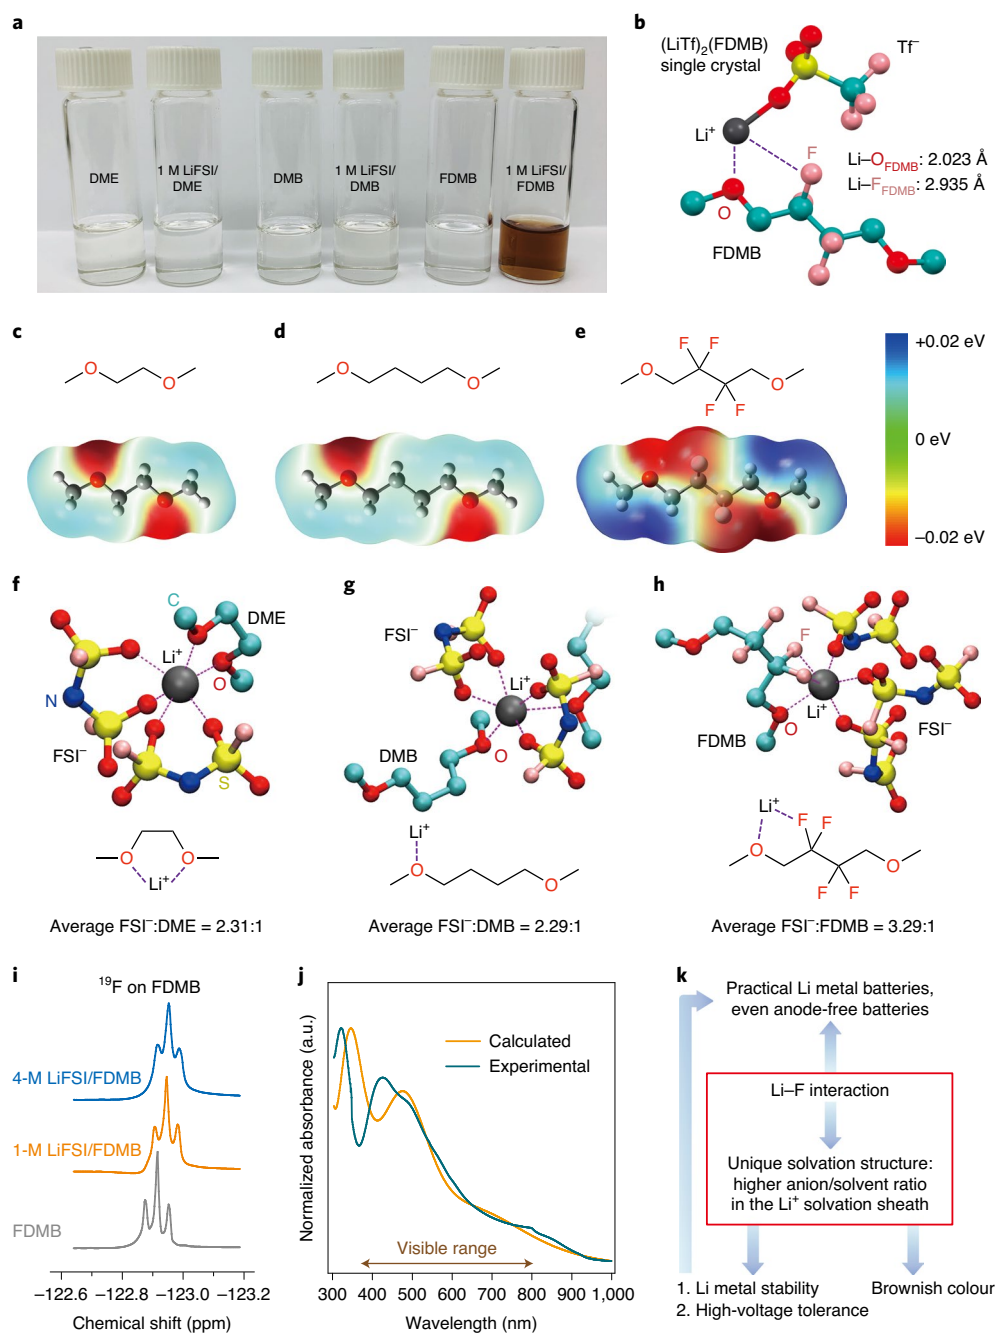 a
DME
1 M LiFSI/
DME
DMB
1 M LiFSI/
DMB
FDMB
1 M LiFSI/
FDMB
b
(LiTf)₂(FDMB)
single crystal
Tf⁻
Li⁺
F
Li–O_FDMB: 2.023 Å
Li–F_FDMB: 2.935 Å
O
FDMB
c
O
O
d
O
O
e
F
F
O
O
F
F
+0.02 eV
0 eV
–0.02 eV
f
C
DME
Li⁺
O
N
FSI⁻
S
O
O
Li⁺
Average FSI⁻:DME = 2.31:1
g
FSI⁻
Li⁺
DMB
O
Li⁺
O
O
Average FSI⁻:DMB = 2.29:1
h
F
Li⁺
FDMB
O
FSI⁻
Li⁺
F
F
O
O
F
F
Average FSI⁻:FDMB = 3.29:1
i
¹⁹F on FDMB
4-M LiFSI/FDMB
1-M LiFSI/FDMB
FDMB
–122.6 –122.8 –123.0 –123.2
Chemical shift (ppm)
j
Normalized absorbance (a.u.)
Calculated
Experimental
Visible range
300 400 500 600 700 800 900 1,000
Wavelength (nm)
k
Practical Li metal batteries,
even anode-free batteries
Li–F interaction
Unique solvation structure:
higher anion/solvent ratio
in the Li⁺ solvation sheath
1. Li metal stability
2. High-voltage tolerance
Brownish colour